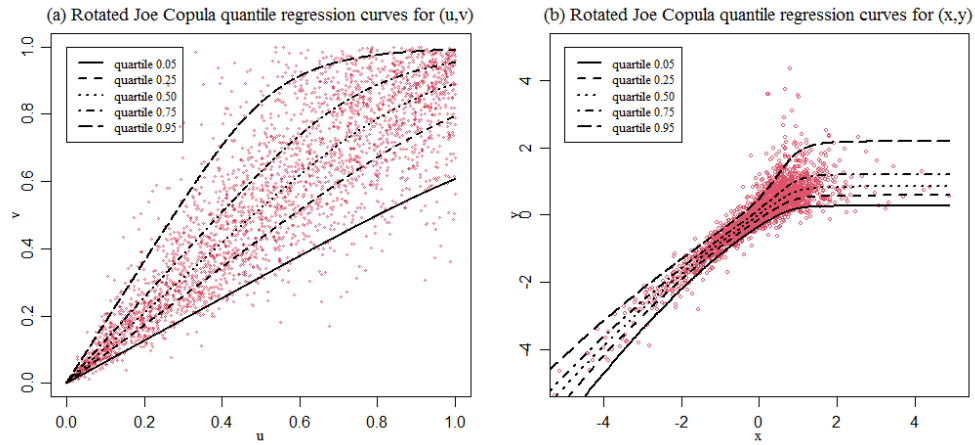 (a) Rotated Joe Copula quantile regression curves for (u,v)
quartile 0.05
quartile 0.25
quartile 0.50
quartile 0.75
quartile 0.95
v
0.0
0.2
0.4
0.6
0.8
1.0
0.0 0.2 0.4 0.6 0.8 1.0
u
(b) Rotated Joe Copula quantile regression curves for (x,y)
quartile 0.05
quartile 0.25
quartile 0.50
quartile 0.75
quartile 0.95
y
4
2
0
-2
-4
-4 -2 0 2 4
x